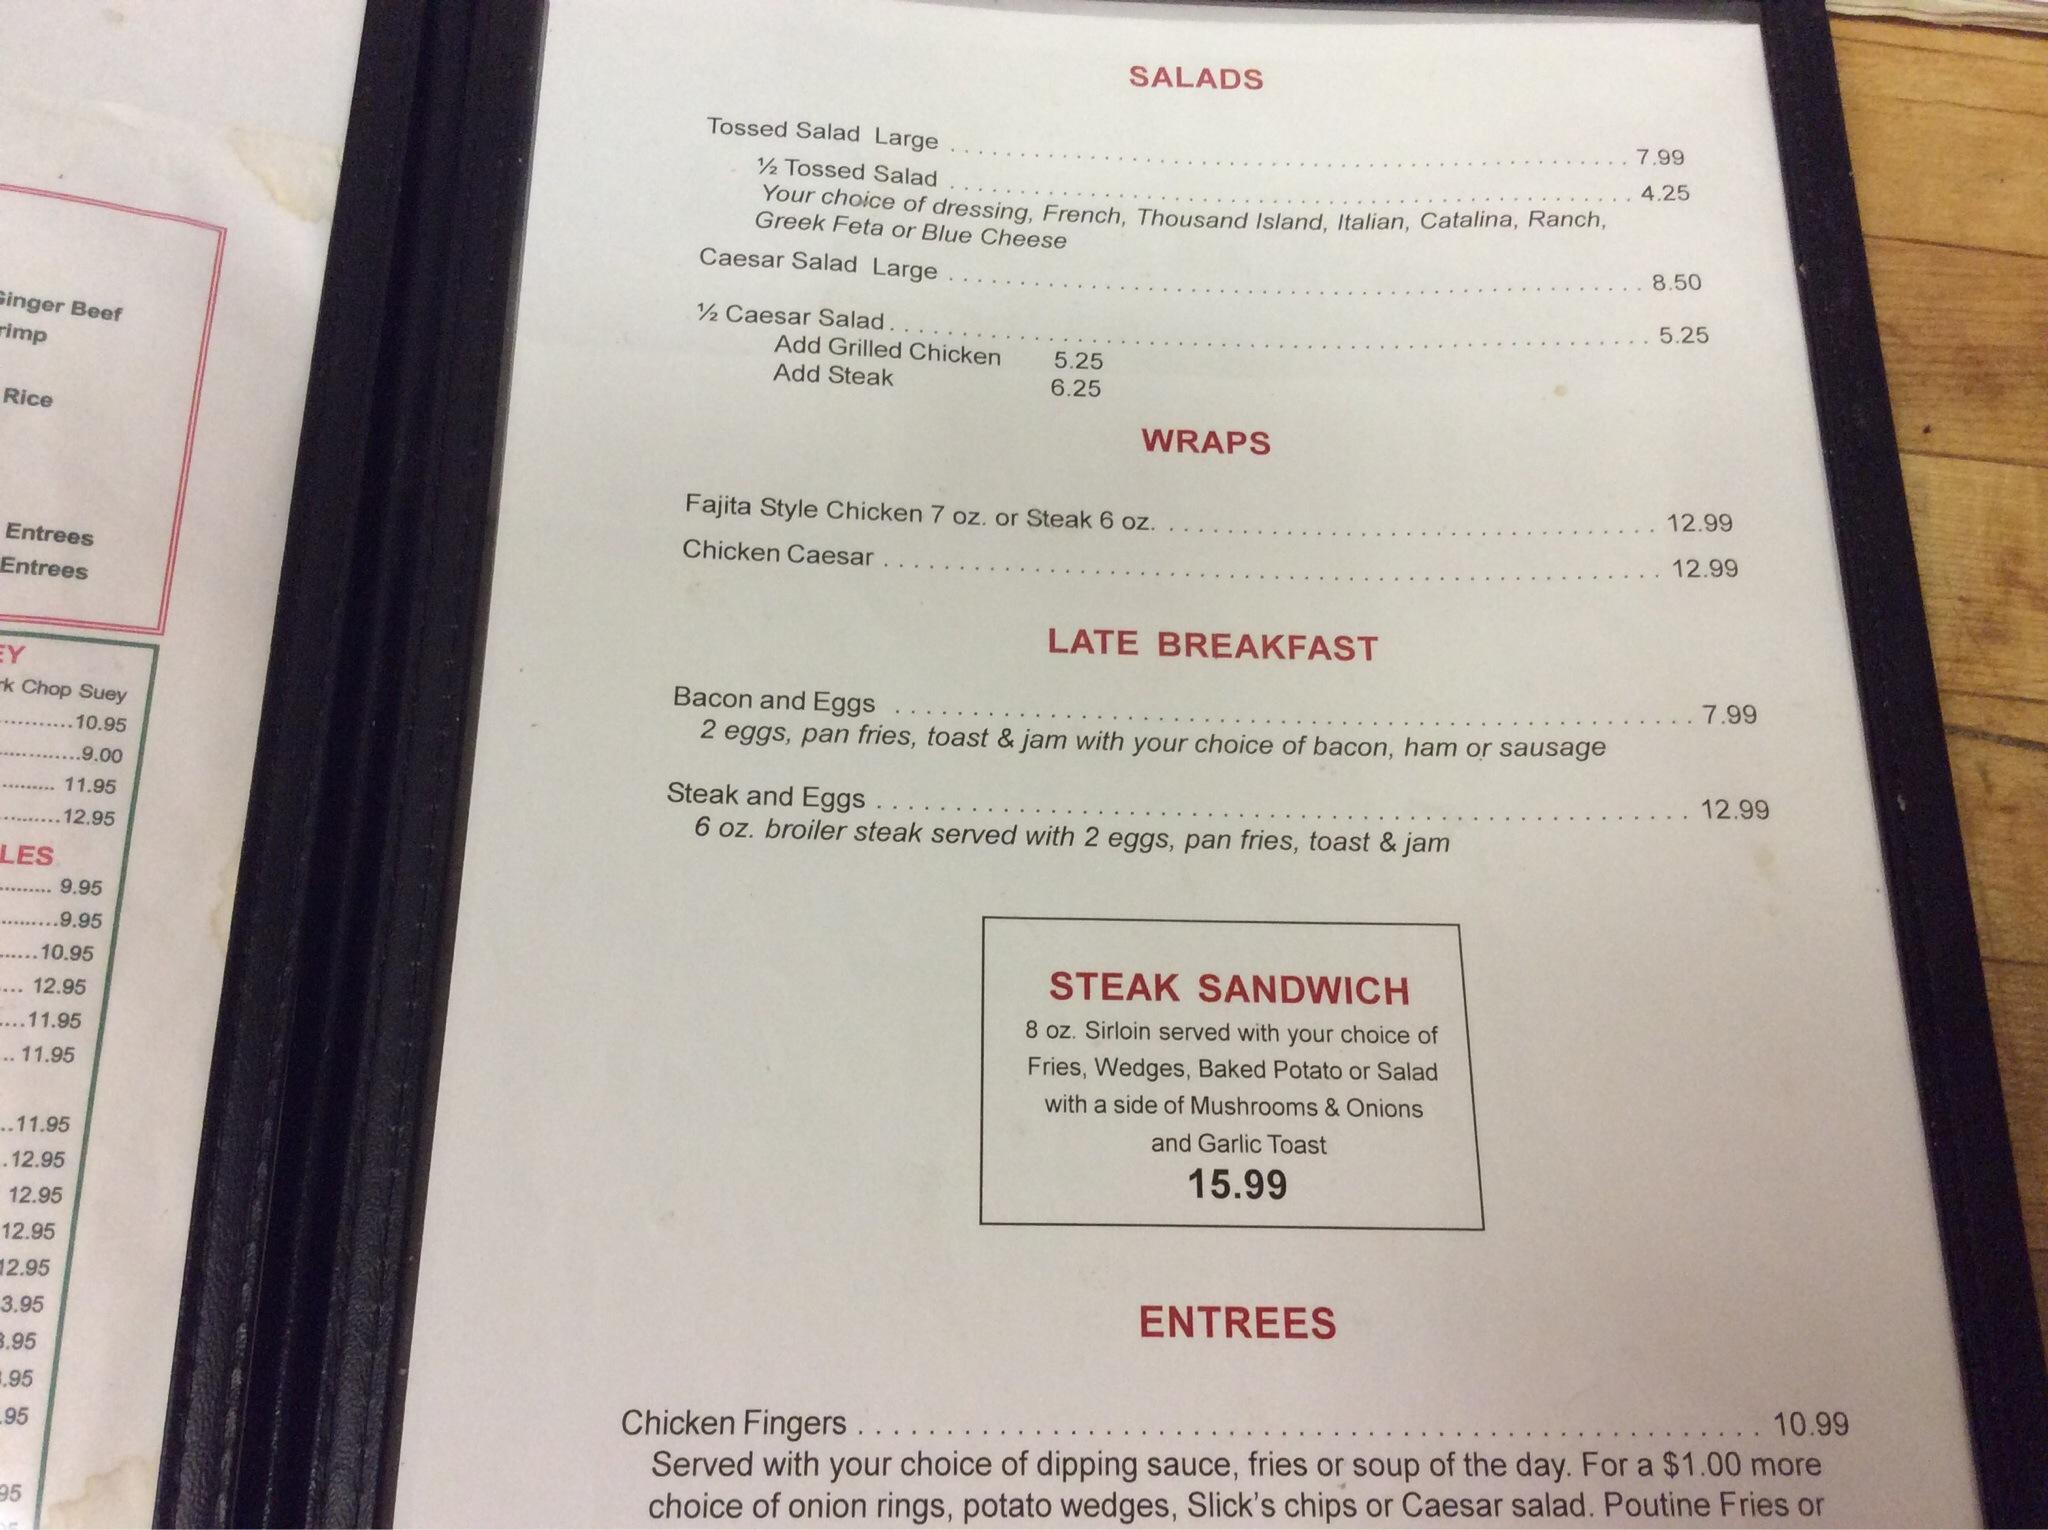 Ginger Beef
Rice
Entrees
Entrees
Chop Suey
10.95
9.00
11.95
12.95
9.95
9.95
10.95
12.95
11.95
11.95
11.95
12.95
12.95
12.95
12.95
SALADS
Tossed Salad Large 7.99
½ Tossed Salad 4.25
Your choice of dressing, French, Thousand Island, Italian, Catalina, Ranch,
Greek Feta or Blue Cheese
Caesar Salad Large 8.50
½ Caesar Salad 5.25
Add Grilled Chicken 5.25
Add Steak 6.25
WRAPS
Fajita Style Chicken 7 oz. or Steak 6 oz. 12.99
Chicken Caesar 12.99
LATE BREAKFAST
Bacon and Eggs 7.99
2 eggs, pan fries, toast & jam with your choice of bacon, ham or sausage
Steak and Eggs 12.99
6 oz. broiler steak served with 2 eggs, pan fries, toast & jam
STEAK SANDWICH
8 oz. Sirloin served with your choice of
Fries, Wedges, Baked Potato or Salad
with a side of Mushrooms & Onions
and Garlic Toast
15.99
ENTREES
Chicken Fingers 10.99
Served with your choice of dipping sauce, fries or soup of the day. For a $1.00 more
choice of onion rings, potato wedges, Slick's chips or Caesar salad. Poutine Fries or